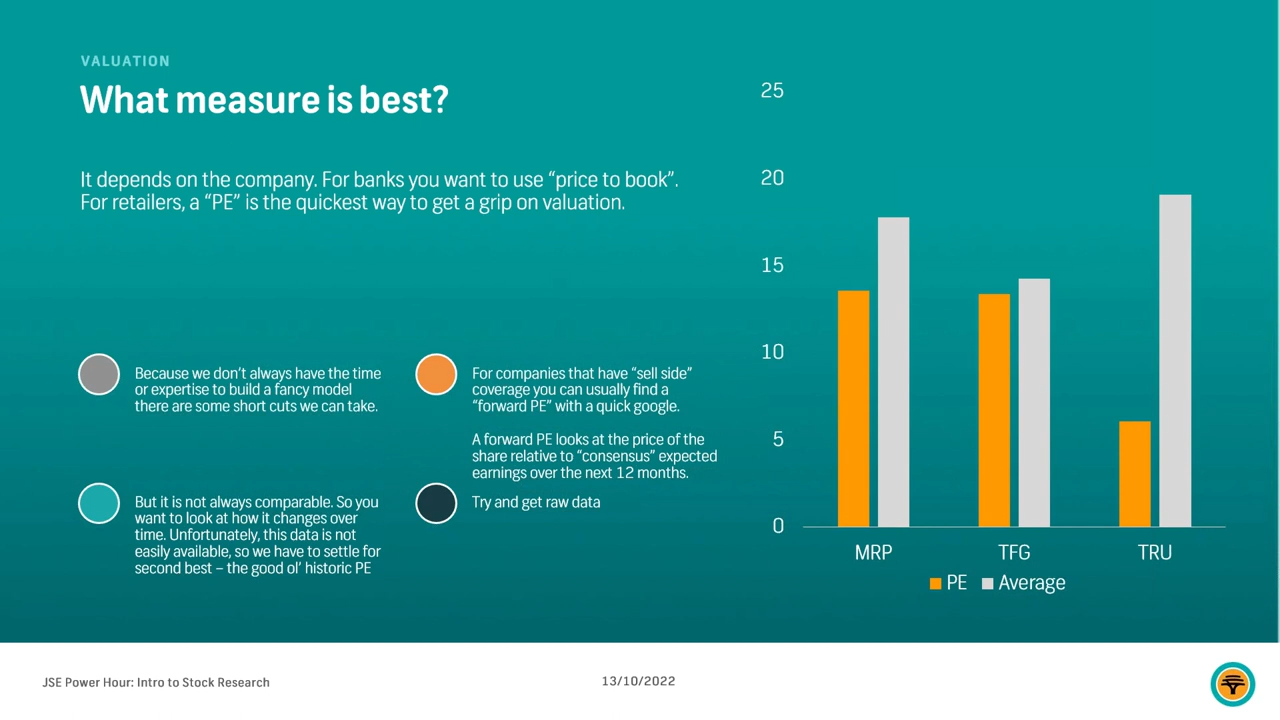 VALUATION
What measure is best?
It depends on the company. For banks you want to use “price to book”.
For retailers, a “PE” is the quickest way to get a grip on valuation.
Because we don’t always have the time
or expertise to build a fancy model
there are some short cuts we can take.
For companies that have “sell side”
coverage you can usually find a
“forward PE” with a quick google.
A forward PE looks at the price of the
share relative to “consensus” expected
earnings over the next 12 months.
But it is not always comparable. So you
want to look at how it changes over
time. Unfortunately, this data is not
easily available, so we have to settle for
second best – the good ol’ historic PE
Try and get raw data
25
20
15
10
5
0
MRP TFG TRU
PE Average
JSE Power Hour: Intro to Stock Research
13/10/2022